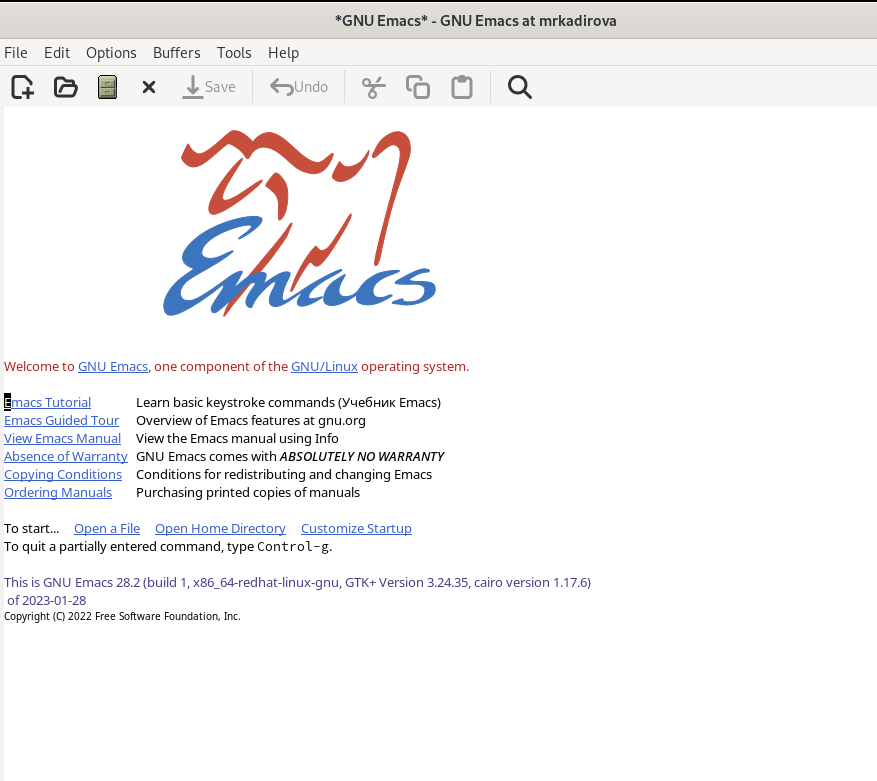 *GNU Emacs* - GNU Emacs at mrkadirova
File Edit Options Buffers Tools Help
Save Undo
Emacs
Welcome to GNU Emacs, one component of the GNU/Linux operating system.
Emacs Tutorial Learn basic keystroke commands (Учебник Emacs)
Emacs Guided Tour Overview of Emacs features at gnu.org
View Emacs Manual View the Emacs manual using Info
Absence of Warranty GNU Emacs comes with ABSOLUTELY NO WARRANTY
Copying Conditions Conditions for redistributing and changing Emacs
Ordering Manuals Purchasing printed copies of manuals
To start... Open a File Open Home Directory Customize Startup
To quit a partially entered command, type Control-g.
This is GNU Emacs 28.2 (build 1, x86_64-redhat-linux-gnu, GTK+ Version 3.24.35, cairo version 1.17.6)
of 2023-01-28
Copyright (C) 2022 Free Software Foundation, Inc.